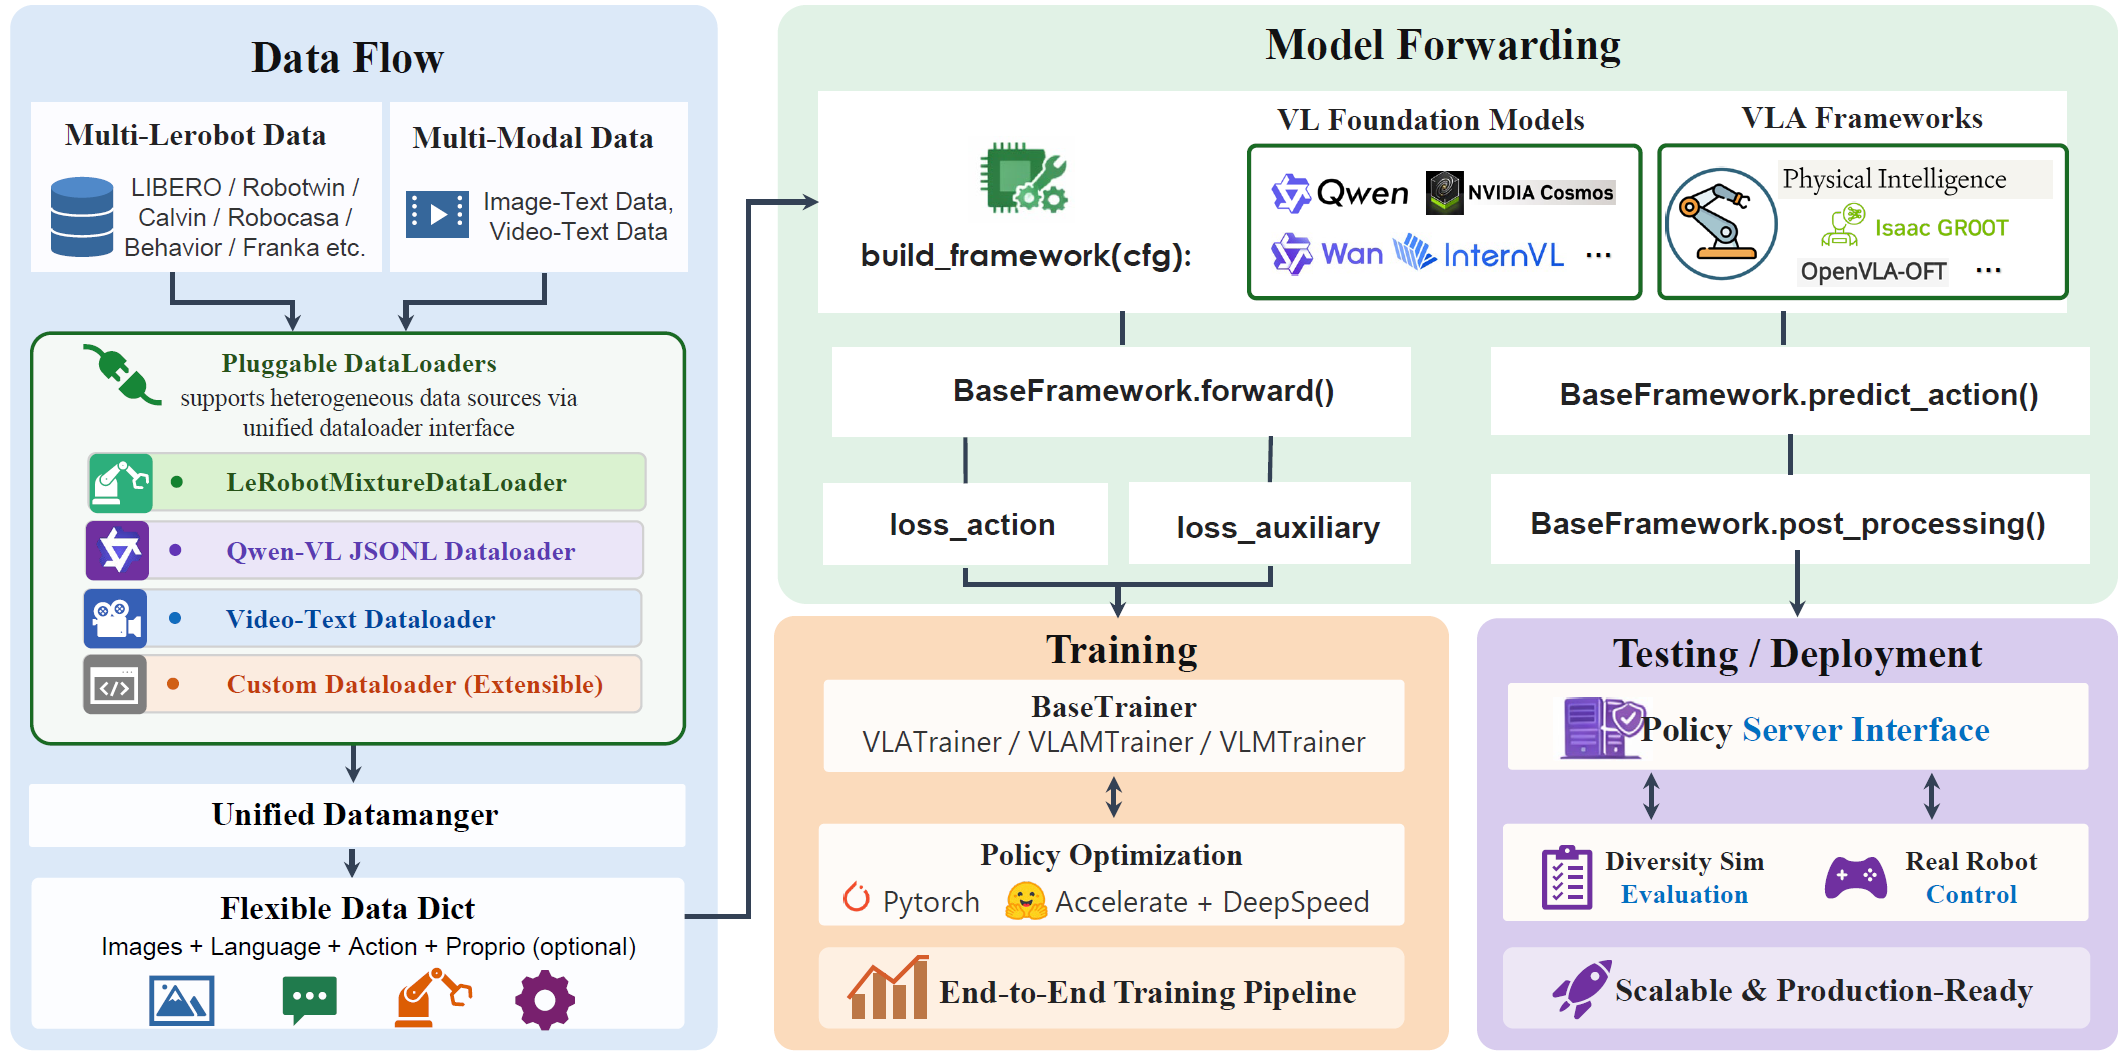 Data Flow
Multi-Lerobot Data
LIBERO / Robotwin /
Calvin / Robocasa /
Behavior / Franka etc.
Multi-Modal Data
Image-Text Data,
Video-Text Data
Pluggable DataLoaders
supports heterogeneous data sources via
unified dataloader interface
• LeRobotMixtureDataLoader
• Qwen-VL JSONL Dataloader
• Video-Text Dataloader
• Custom Dataloader (Extensible)
Unified Datamanger
Flexible Data Dict
Images + Language + Action + Proprio (optional)
Model Forwarding
build_framework(cfg):
VL Foundation Models
Qwen NVIDIA Cosmos
Wan InternVL ...
VLA Frameworks
Physical Intelligence
Isaac GROOT
OpenVLA-OFT ...
BaseFramework.forward()
loss_action
loss_auxiliary
BaseFramework.predict_action()
BaseFramework.post_processing()
Training
BaseTrainer
VLATrainer / VLAMTrainer / VLMTrainer
Policy Optimization
Pytorch Accelerate + DeepSpeed
End-to-End Training Pipeline
Testing / Deployment
Policy Server Interface
Diversity Sim
Evaluation
Real Robot
Control
Scalable & Production-Ready